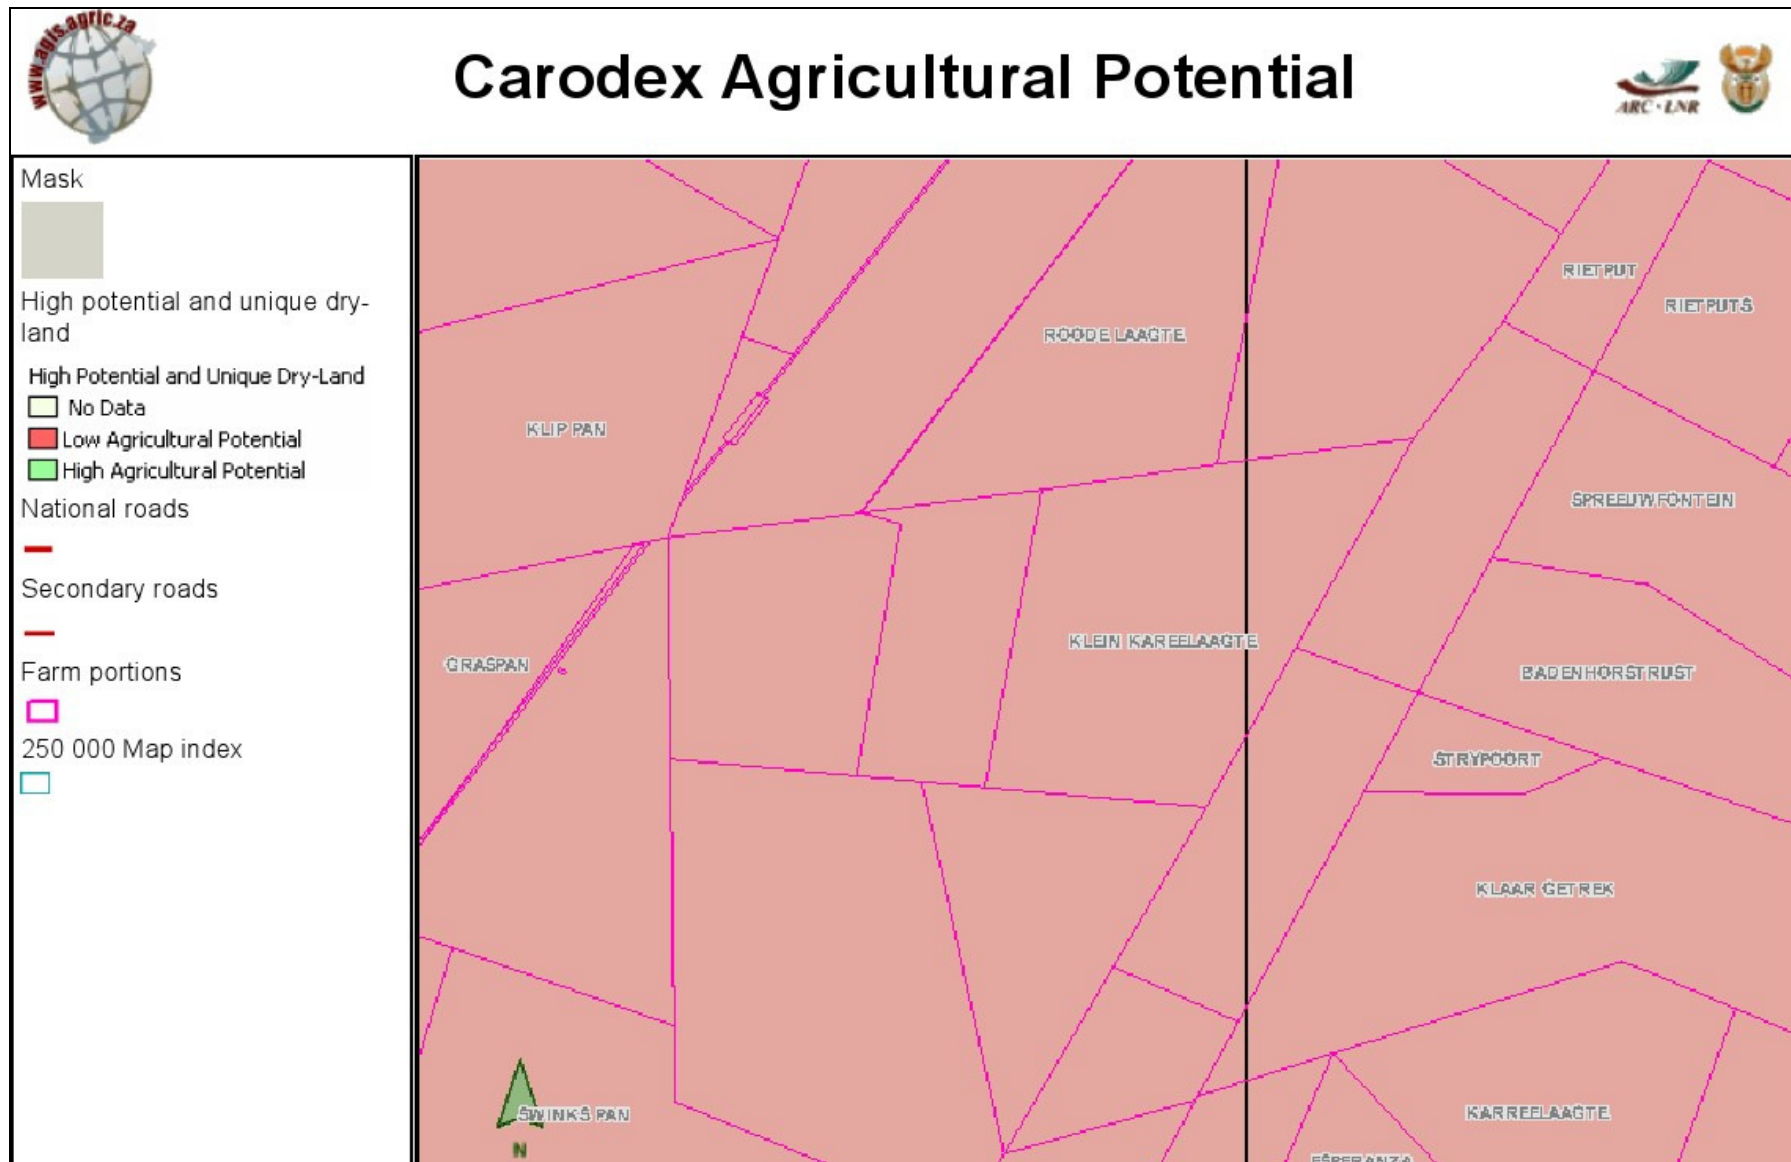 www.agis.agric.za
Carodex Agricultural Potential
ARC • LNR
Mask
High potential and unique dry-
land
High Potential and Unique Dry-Land
No Data
Low Agricultural Potential
High Agricultural Potential
National roads
Secondary roads
Farm portions
250 000 Map index
RIETPUT
RIETPUTS
ROODE LAAGTE
KLIP PAN
SPREEUWFONTEIN
KLEIN KAREELAAGTE
GRASPAN
BADENHORSTRUST
STRYPOORT
KLAAR GETREK
SWINKS PAN
KARREELAAGTE
N
ESPERANZA